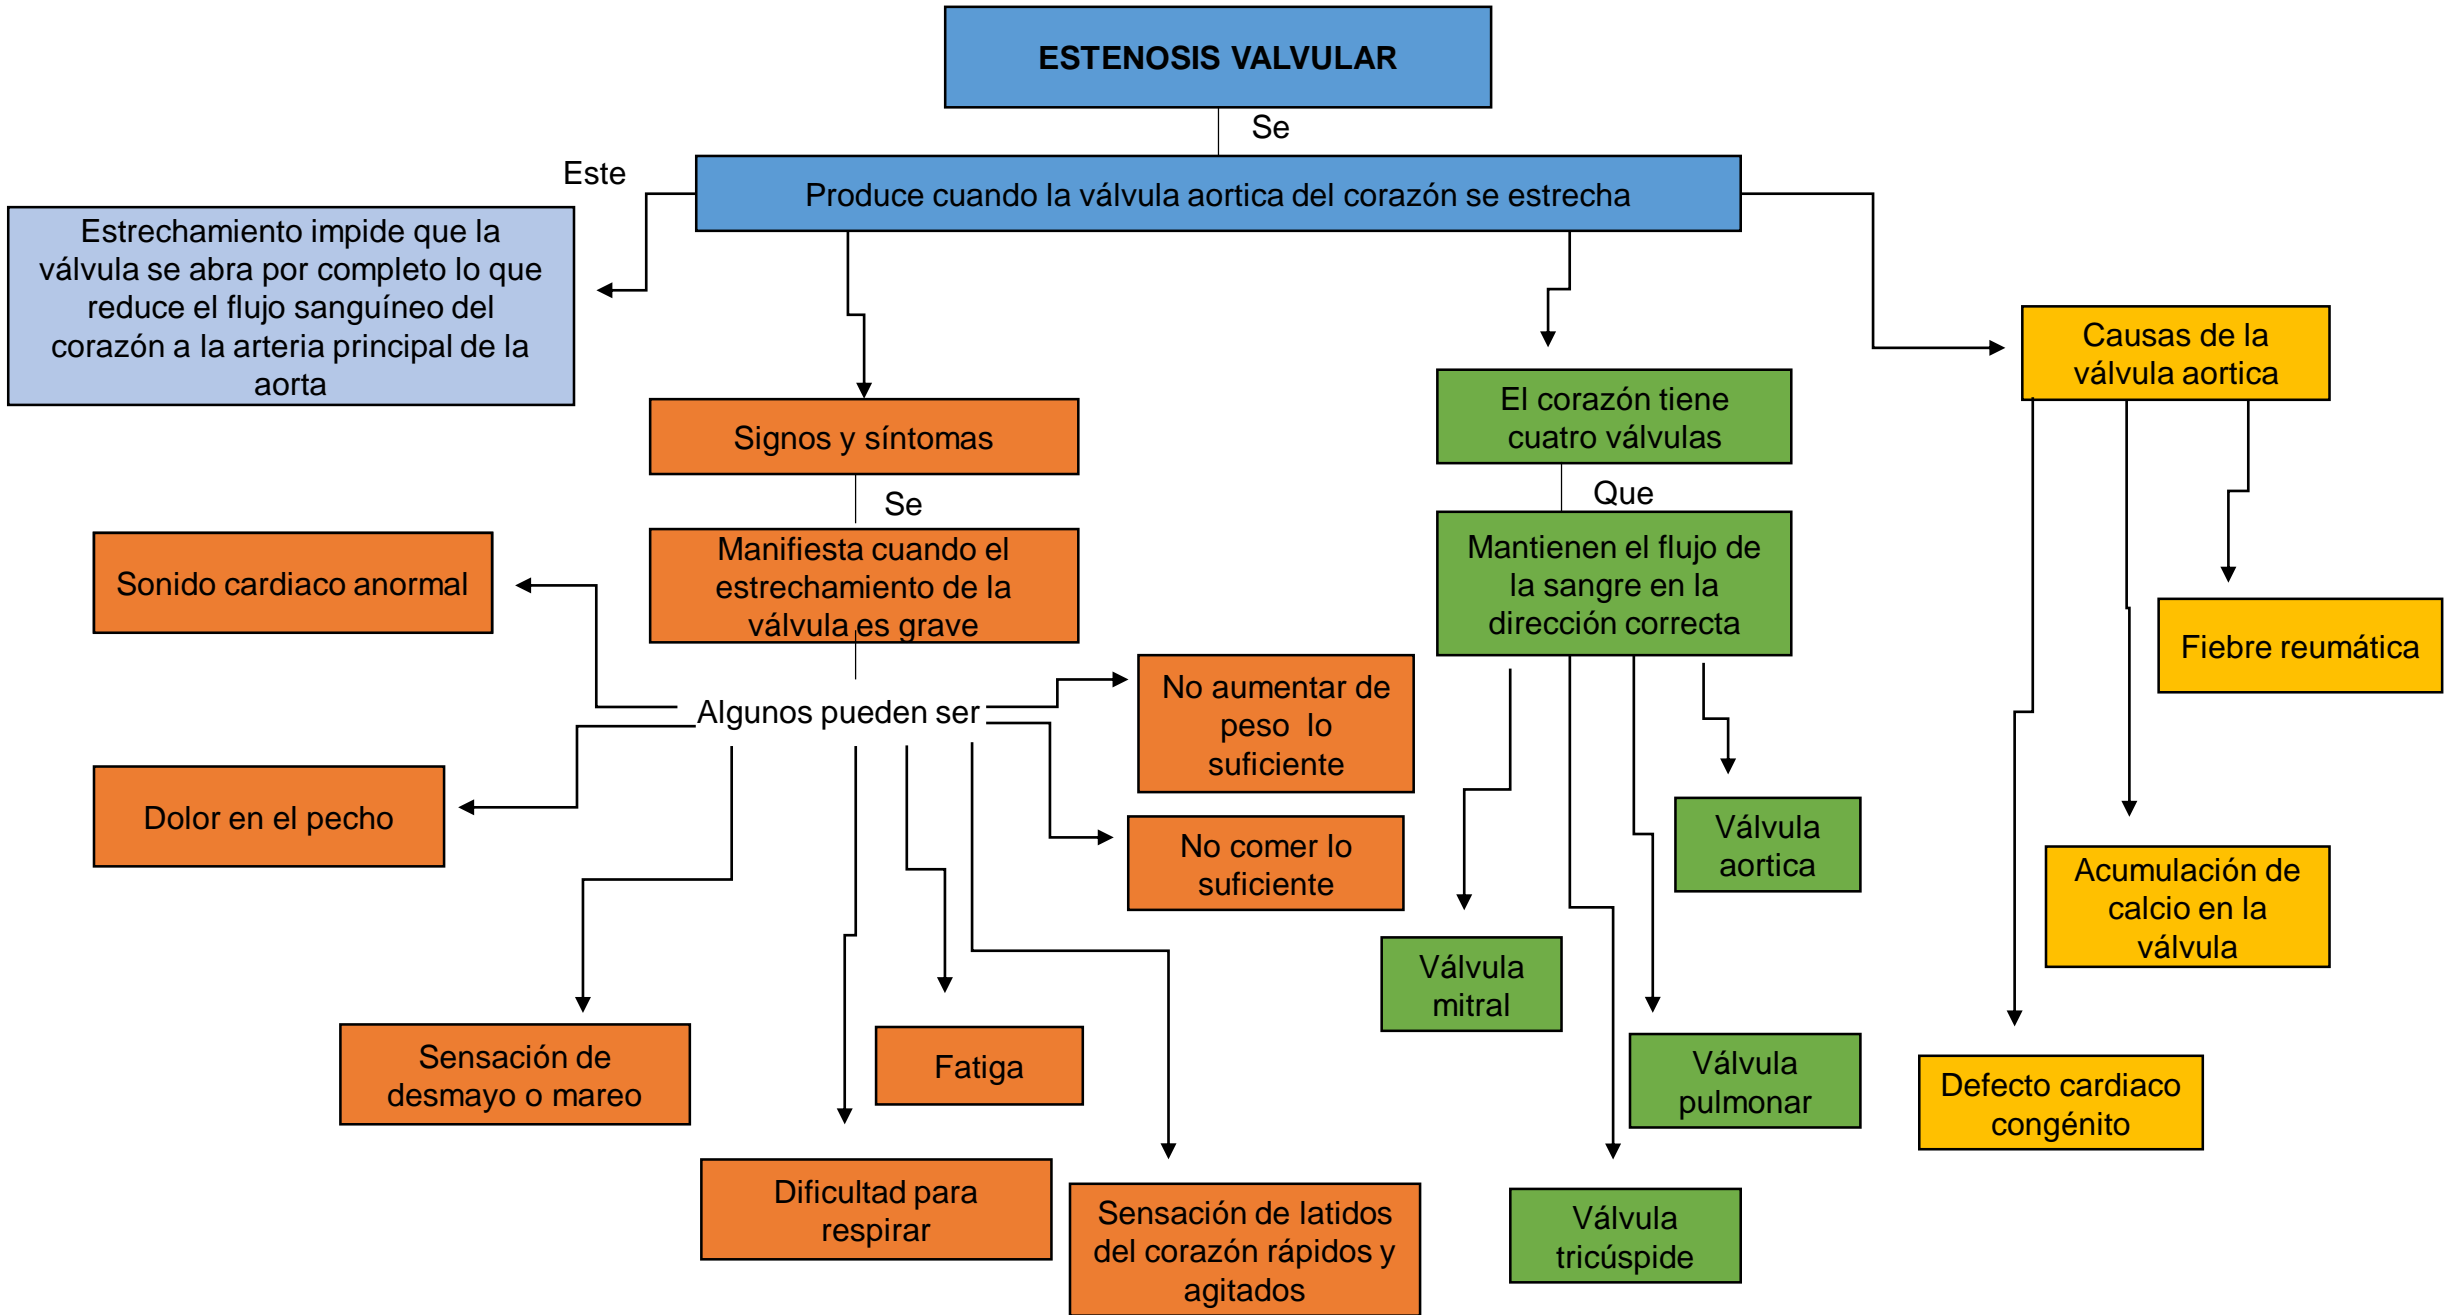 ESTENOSIS VALVULAR
Se
Este
Produce cuando la válvula aortica del corazón se estrecha
Estrechamiento impide que la
válvula se abra por completo lo que
reduce el flujo sanguíneo del
corazón a la arteria principal de la
aorta
Signos y síntomas
Se
Manifiesta cuando el
estrechamiento de la
válvula es grave
Algunos pueden ser
Sonido cardiaco anormal
Dolor en el pecho
Sensación de
desmayo o mareo
Dificultad para
respirar
Fatiga
Sensación de latidos
del corazón rápidos y
agitados
No aumentar de
peso  lo
suficiente
No comer lo
suficiente
El corazón tiene
cuatro válvulas
Que
Mantienen el flujo de
la sangre en la
dirección correcta
Válvula
mitral
Válvula
tricúspide
Válvula
pulmonar
Válvula
aortica
Causas de la
válvula aortica
Fiebre reumática
Acumulación de
calcio en la
válvula
Defecto cardiaco
congénito